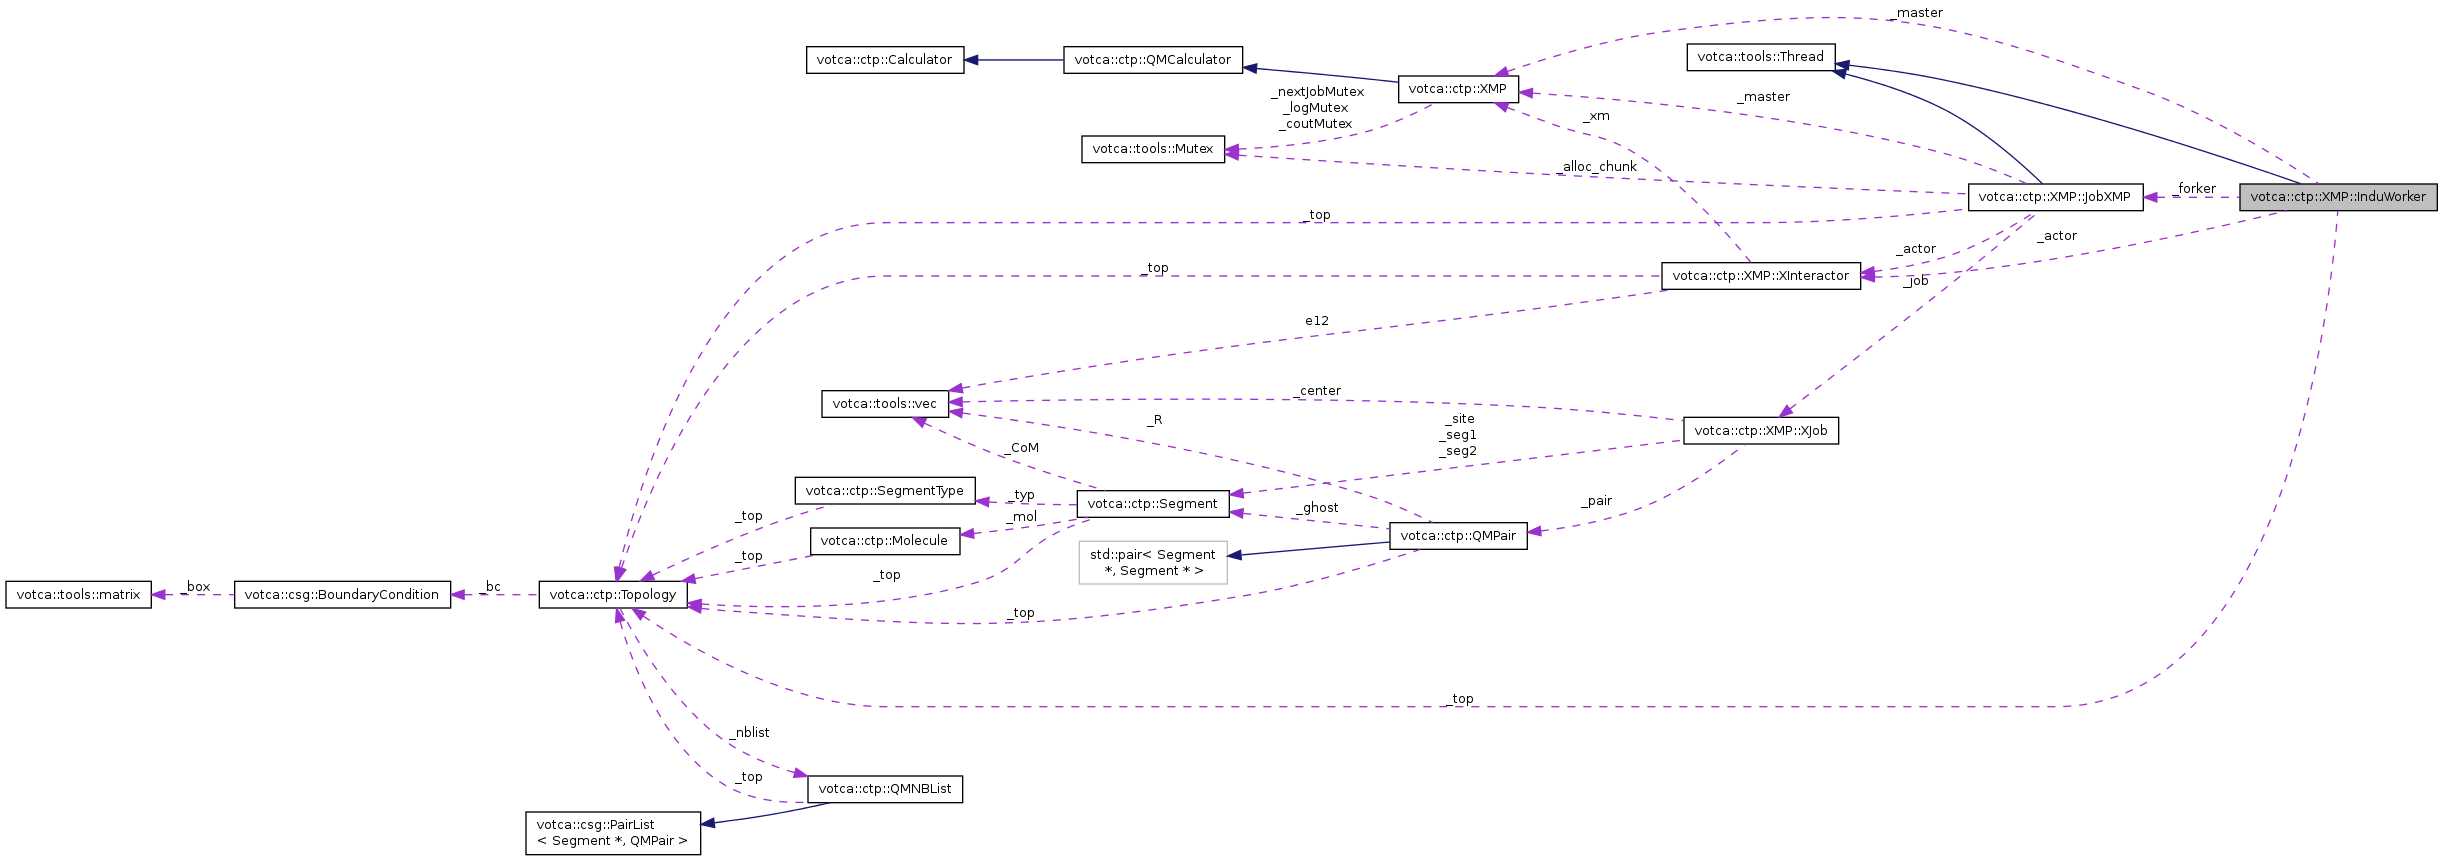 _master
votca::ctp::Calculator
votca::ctp::QMCalculator
votca::tools::Thread
votca::ctp::XMP
_nextJobMutex
_logMutex
_coutMutex
_master
_xm
votca::tools::Mutex
_alloc_chunk
votca::ctp::XMP::JobXMP
_forker
votca::ctp::XMP::InduWorker
_top
_actor
_actor
_top
votca::ctp::XMP::XInteractor
_job
e12
_center
votca::tools::vec
_R
_site
_seg1
_seg2
votca::ctp::XMP::XJob
_CoM
votca::ctp::SegmentType
_typ
votca::ctp::Segment
_pair
_ghost
_top
_mol
votca::ctp::Molecule
votca::ctp::QMPair
_top
std::pair< Segment
*, Segment * >
_top
votca::tools::matrix
_box
votca::csg::BoundaryCondition
_bc
votca::ctp::Topology
_top
_top
_nblist
_top
votca::ctp::QMNBList
votca::csg::PairList
< Segment *, QMPair >